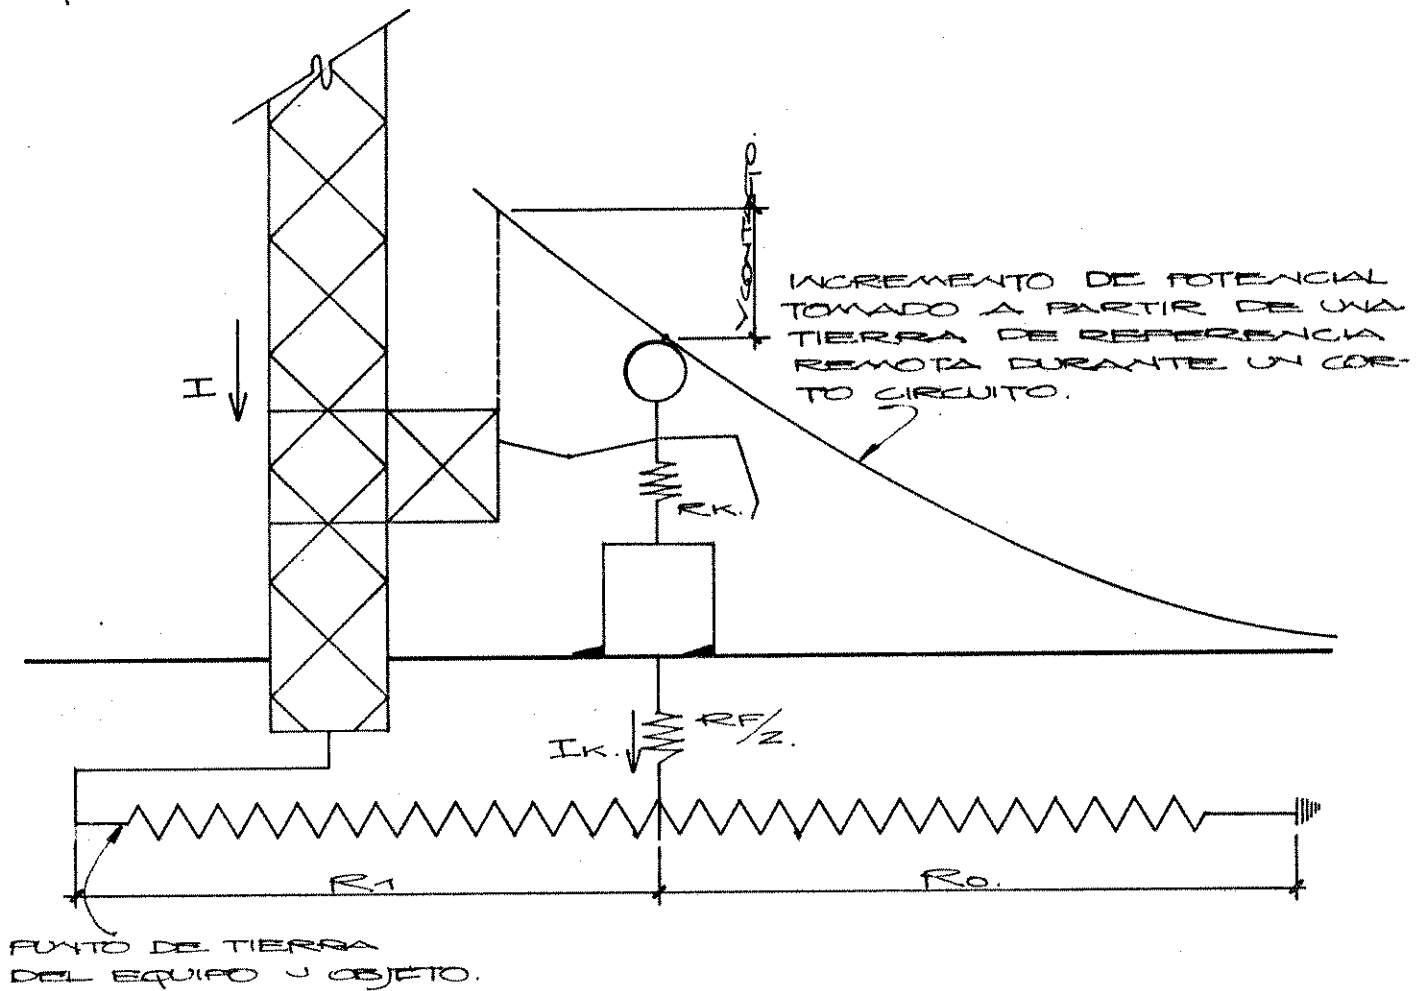 V CONTACTO.
INCREMENTO DE POTENCIAL
TOMADO A PARTIR DE UNA
TIERRA DE REFERENCIA
REMOTA DURANTE UN COR-
TO CIRCUITO.
I
RK.
RF/2.
IK.
R1
R0.
PUNTO DE TIERRA
DEL EQUIPO U OBJETO.